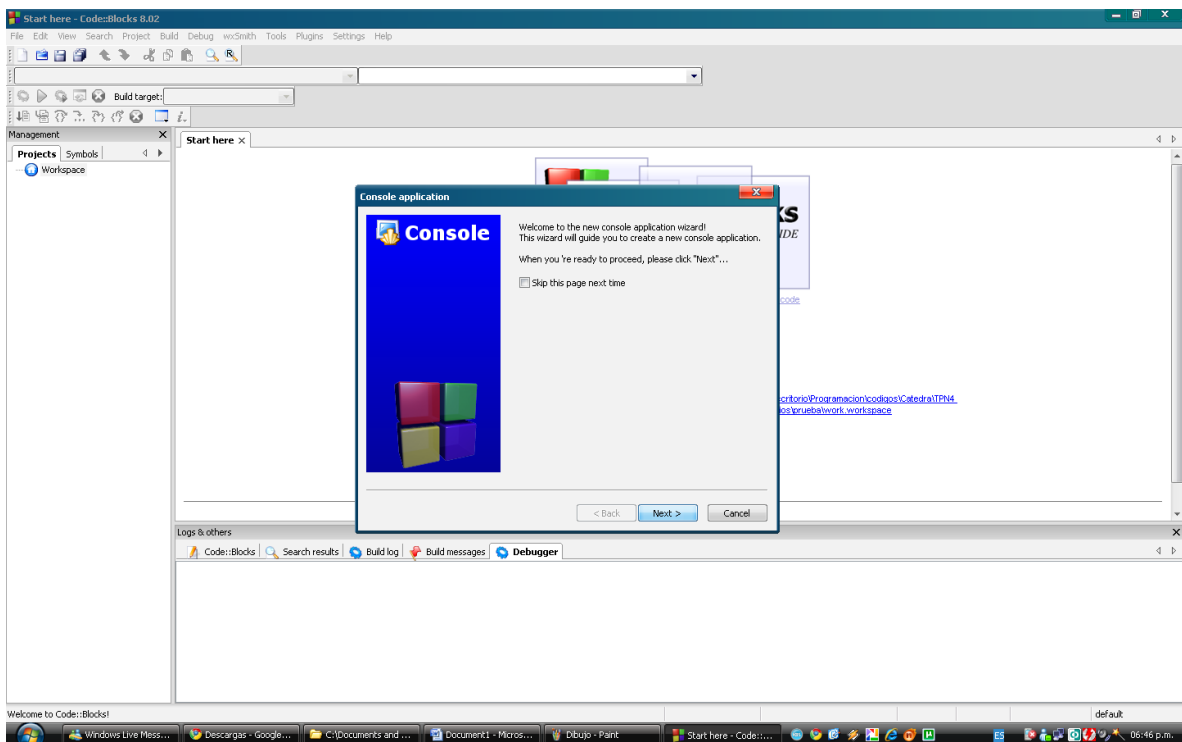 Start here - Code::Blocks 8.02
File Edit View Search Project Build Debug wxSmith Tools Plugins Settings Help
Build target:
Management
Start here
Projects Symbols
Workspace
Console application
Console
Welcome to the new console application wizard!
This wizard will guide you to create a new console application.
When you 're ready to proceed, please click "Next"...
Skip this page next time
KS
IDE
code
critorio\Programacion\codigos\Catedra\TPN4
ios\prueba\work.workspace
< Back Next > Cancel
Logs & others
Code::Blocks Search results Build log Build messages Debugger
Welcome to Code::Blocks!
default
Windows Live Mess... Descargas - Google... C:\Documents and ... Document1 - Micros... Dibujo - Paint Start here - Code::... ES 06:46 p.m.